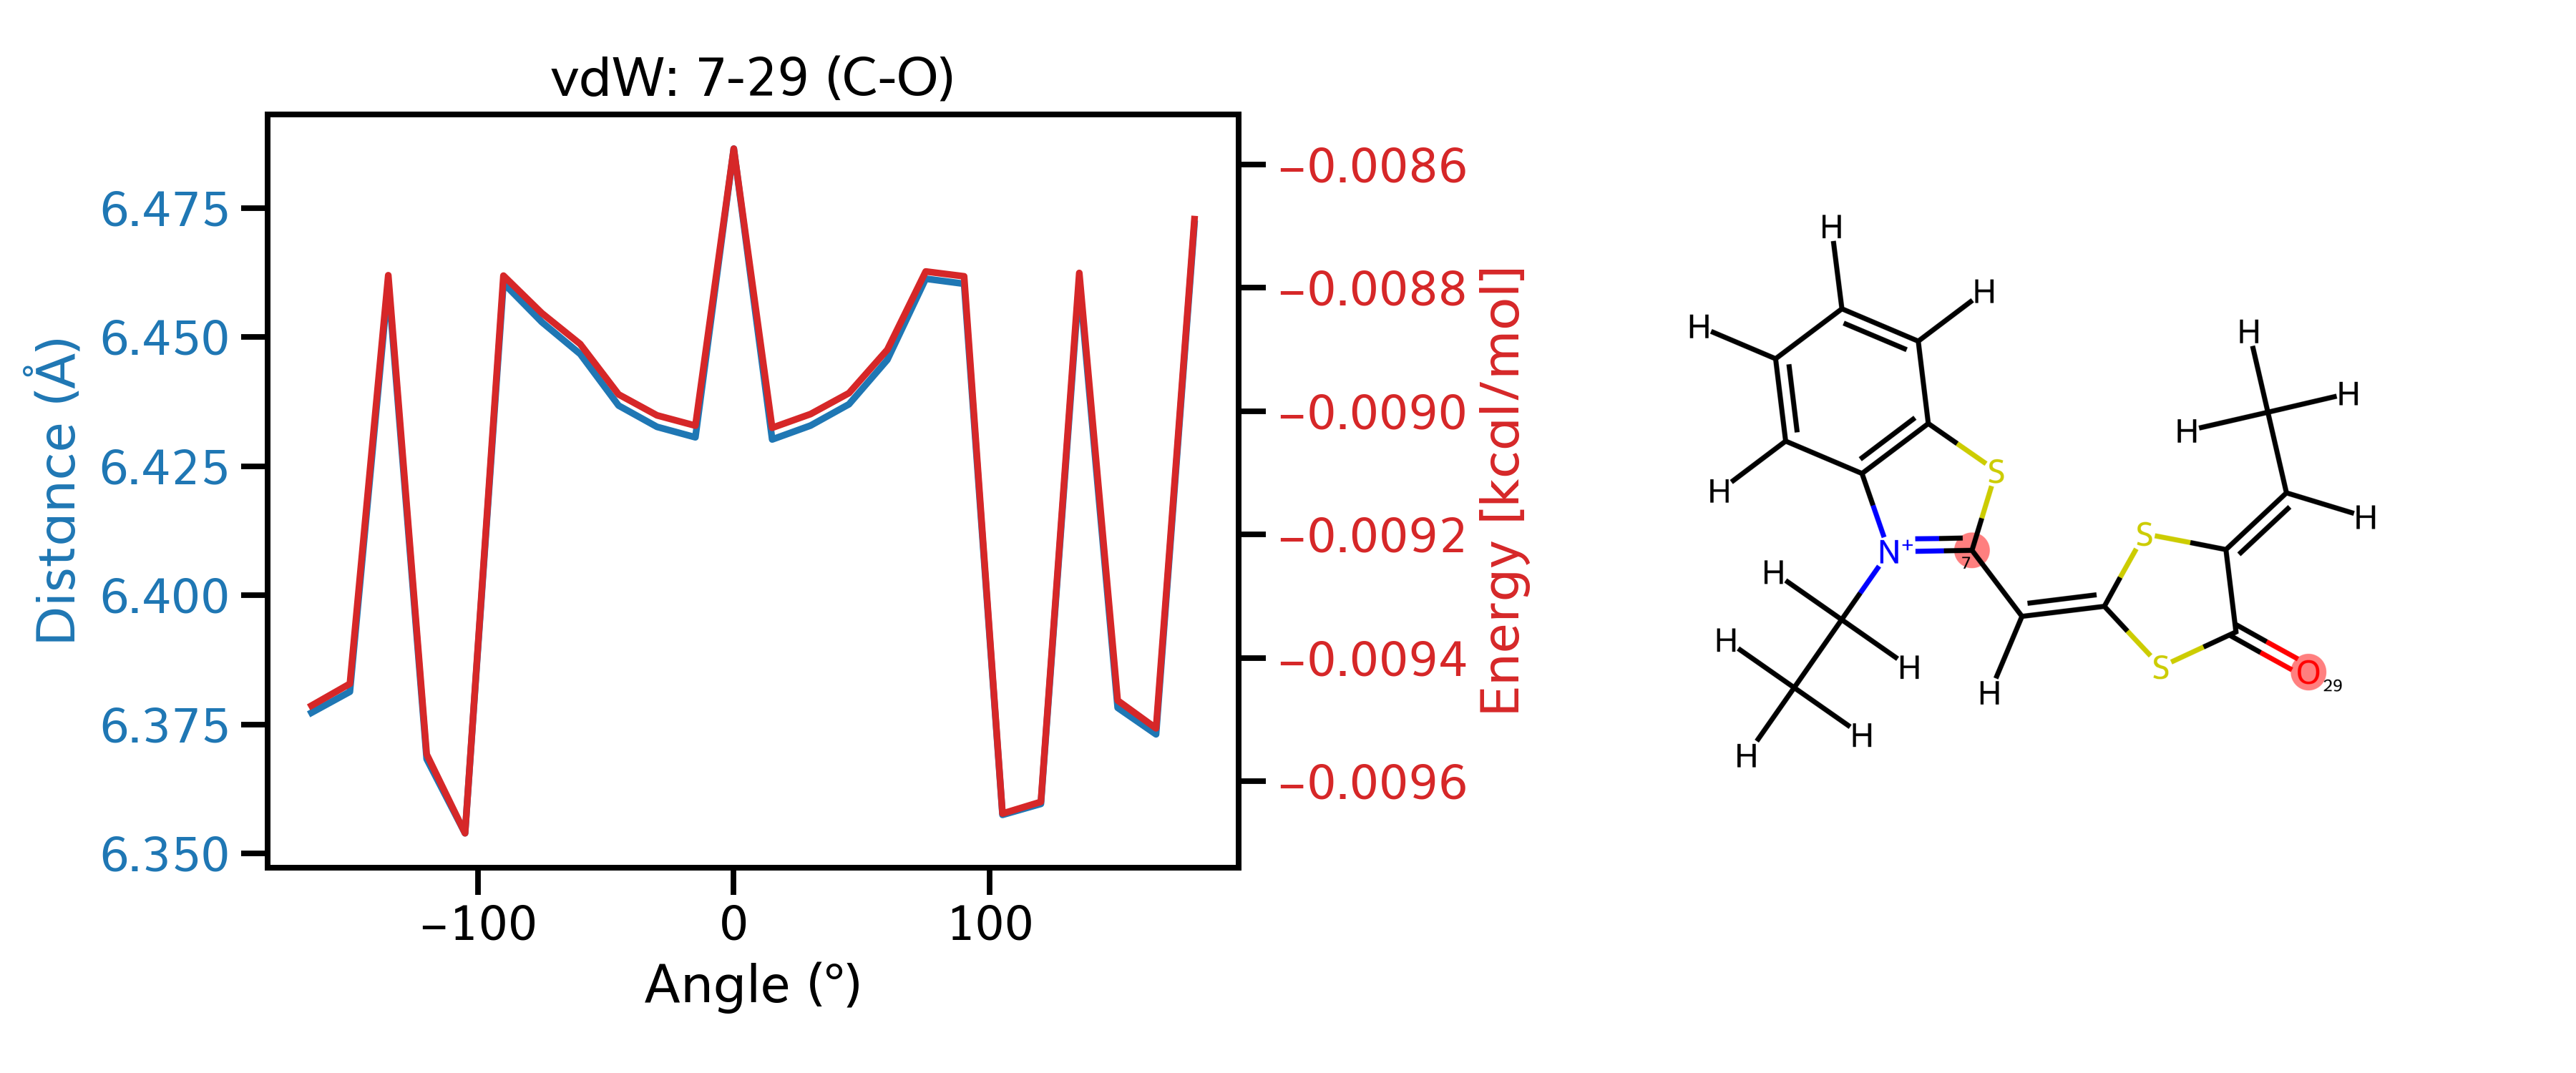 vdW: 7-29 (C-O)
Distance (Å)
6.475
6.450
6.425
6.400
6.375
6.350
−100
0
100
Angle (°)
−0.0086
−0.0088
−0.0090
−0.0092
−0.0094
−0.0096
Energy [kcal/mol]
H
H
H
H
H
H
H
S
H
H
S
N+
7
H
H
H
S
O
29
H
H
H